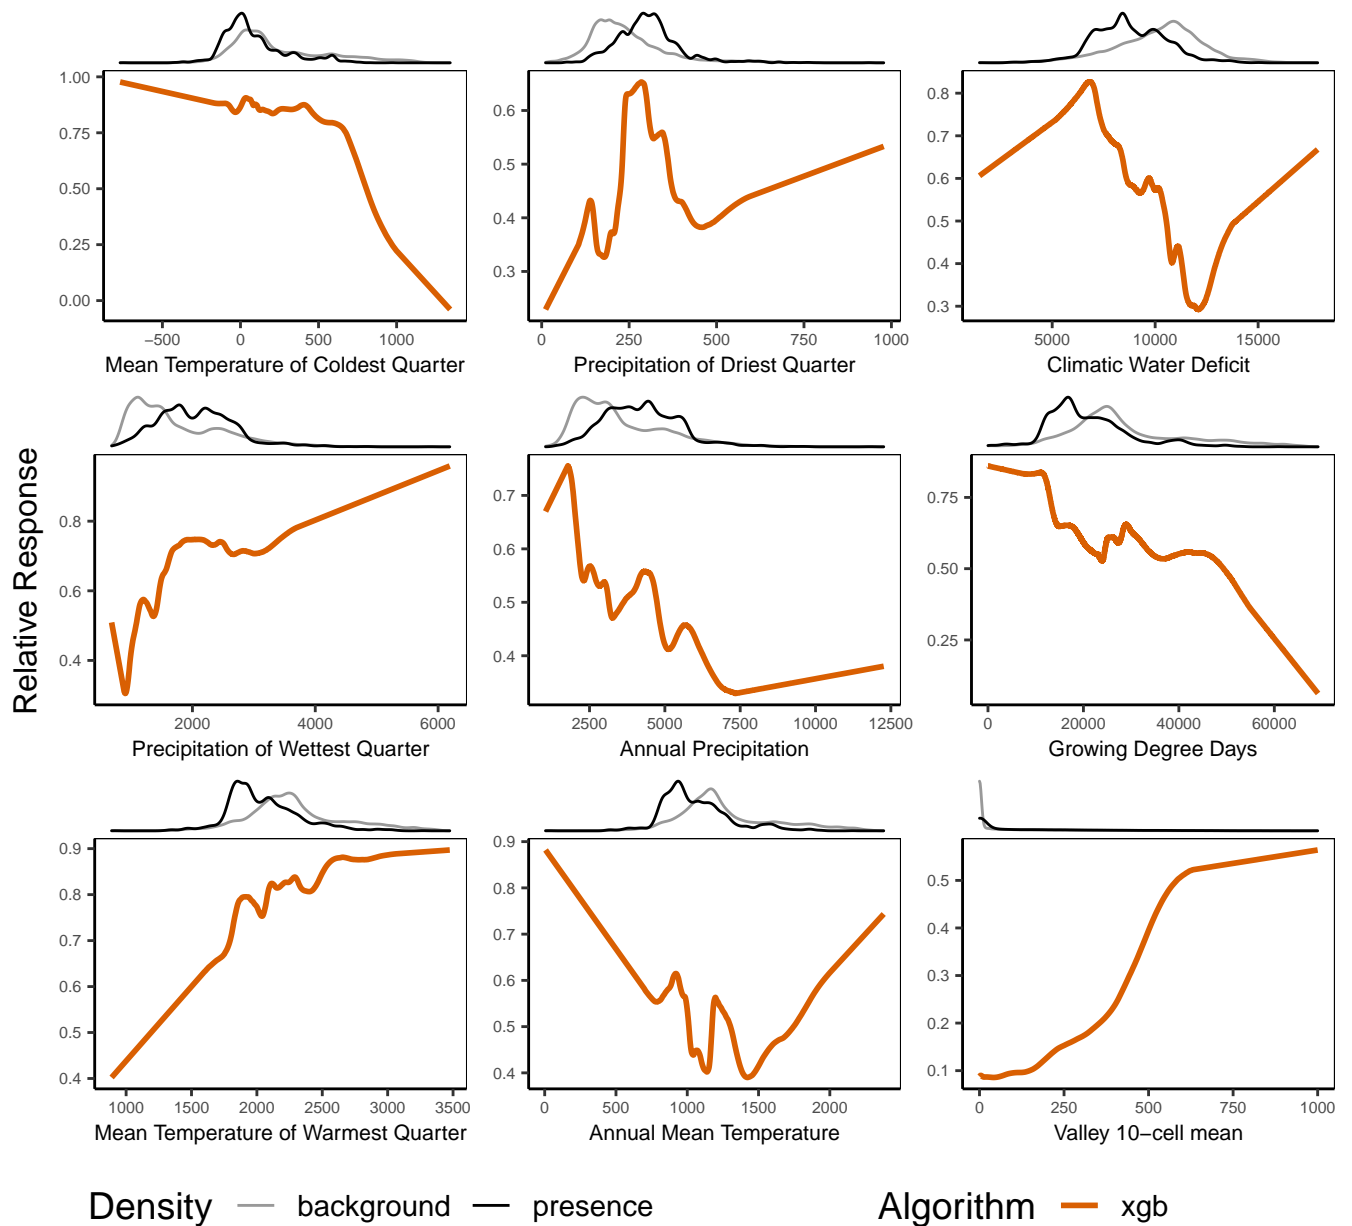 1.00
0.75
0.50
0.25
0.00
−500 0 500 1000
Mean Temperature of Coldest Quarter
0.6
0.5
0.4
0.3
0 250 500 750 1000
Precipitation of Driest Quarter
0.8
0.7
0.6
0.5
0.4
0.3
5000 10000 15000
Climatic Water Deficit
Relative Response
0.8
0.6
0.4
2000 4000 6000
Precipitation of Wettest Quarter
0.7
0.6
0.5
0.4
2500 5000 7500 10000 12500
Annual Precipitation
0.75
0.50
0.25
0 20000 40000 60000
Growing Degree Days
0.9
0.8
0.7
0.6
0.5
0.4
1000 1500 2000 2500 3000 3500
Mean Temperature of Warmest Quarter
0.9
0.8
0.7
0.6
0.5
0.4
0 500 1000 1500 2000
Annual Mean Temperature
0.5
0.4
0.3
0.2
0.1
0 250 500 750 1000
Valley 10−cell mean
Density background presence Algorithm xgb